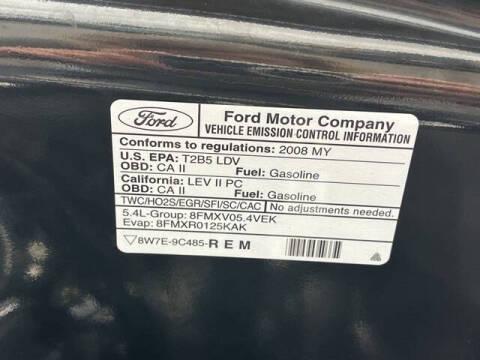 Ford
Ford Motor Company
VEHICLE EMISSION CONTROL INFORMATION
Conforms to regulations: 2008 MY
U.S. EPA: T2B5 LDV
OBD: CA II Fuel: Gasoline
California: LEV II PC
OBD: CA II Fuel: Gasoline
TWC/HO2S/EGR/SFI/SC/CAC No adjustments needed.
5.4L-Group: 8FMXV05.4VEK
Evap: 8FMXR0125KAK
8W7E-9C485-R E M